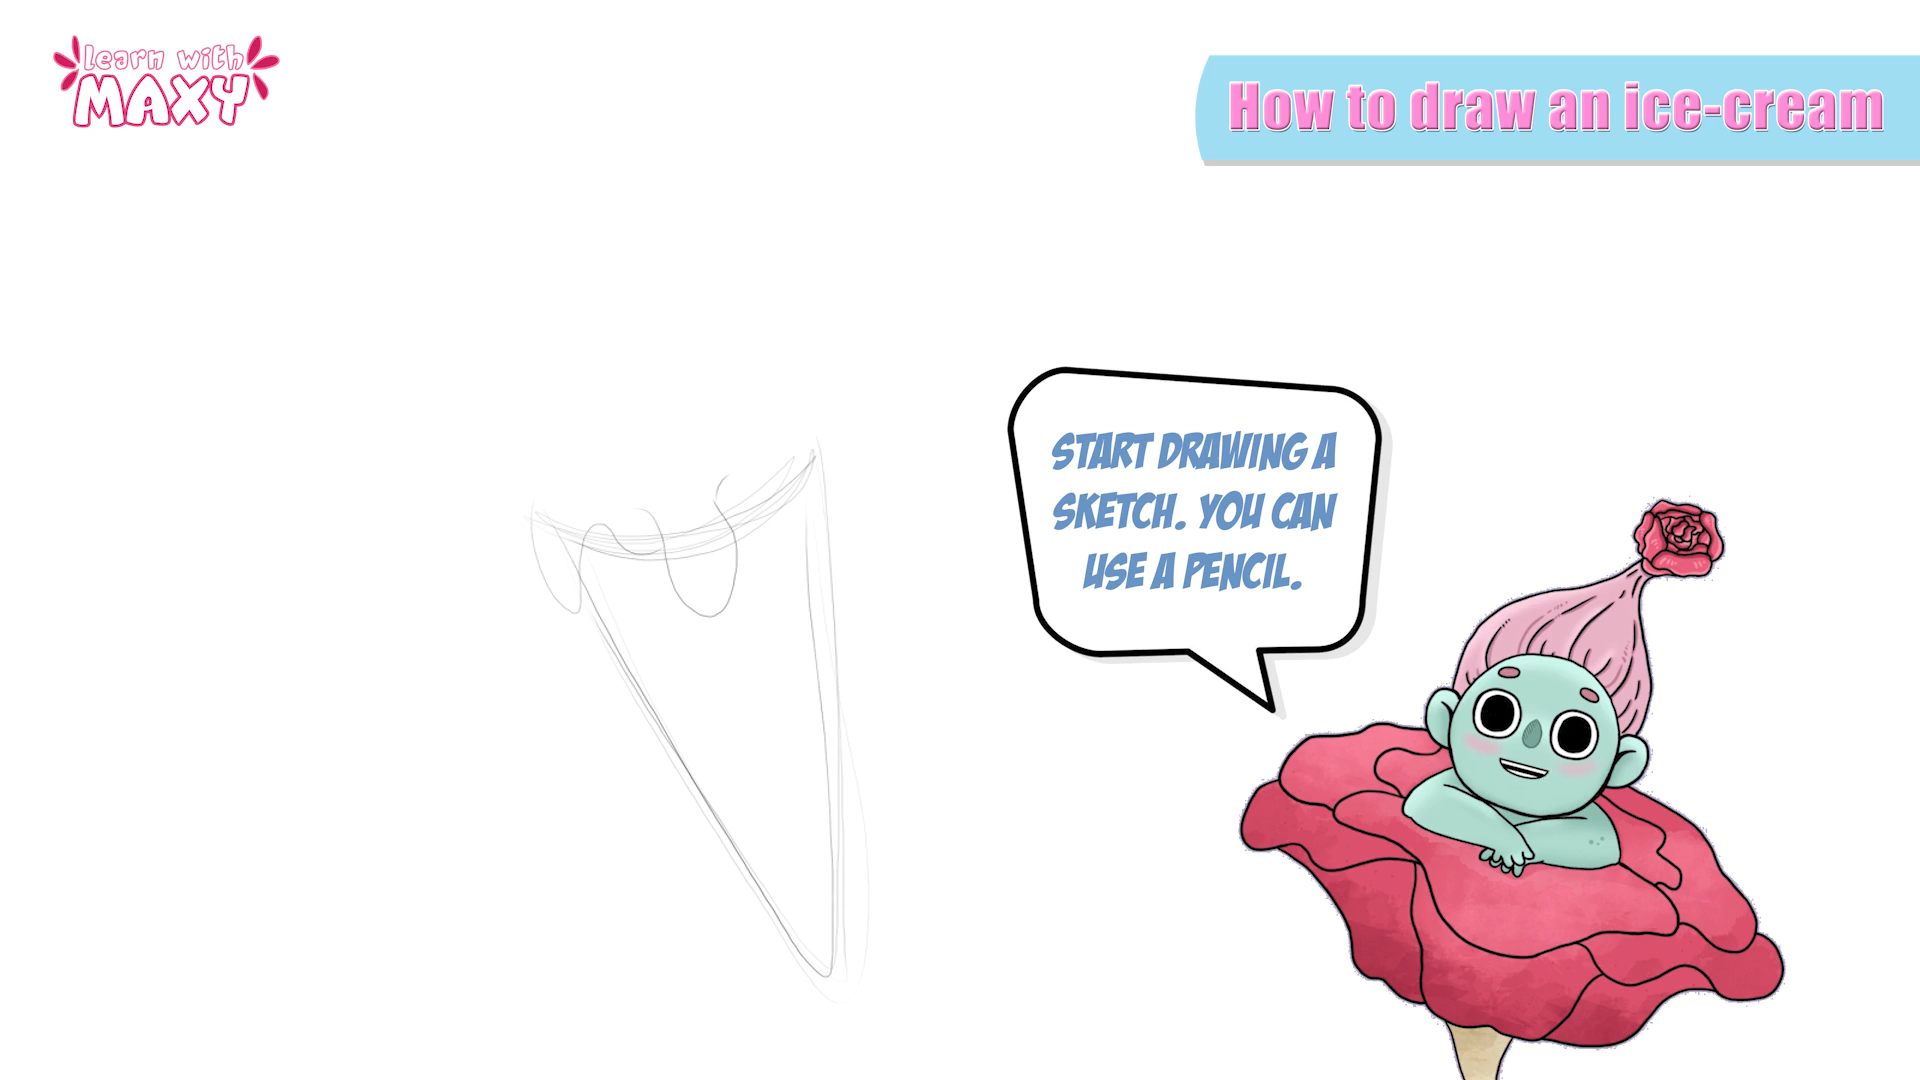 Learn with
MAXY
How to draw an ice-cream
START DRAWING A
SKETCH. YOU CAN
USE A PENCIL.